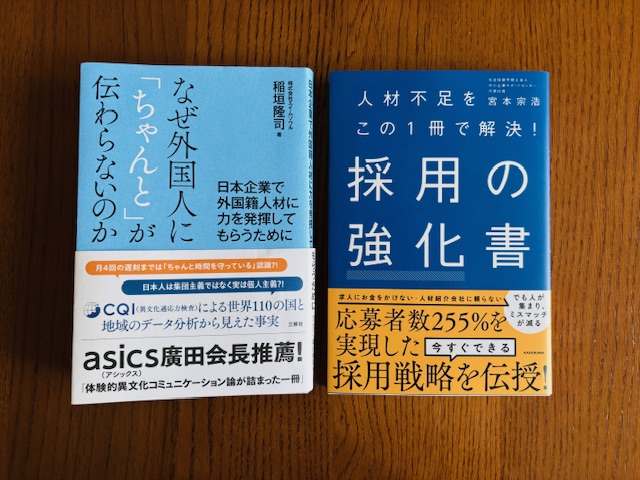 なぜ外国人に
「ちゃんと」が
伝わらないのか
稲垣隆司 著
日本企業で
外国籍人材に
力を発揮して
もらうために
月4回の遅刻までは「ちゃんと時間を守っている」認識?!
日本人は集団主義ではなく実は個人主義?!
CQI(異文化適応力検査)による世界110の国と
地域のデータ分析から見えた事実
三修社
asics廣田会長推薦!
(アシックス)
「体験的異文化コミュニケーション論が詰まった一冊」
人材不足を
この1冊で解決!
宮本宗浩
採用の
強化書
求人にお金をかけない・人材紹介会社に頼らない
でも人が
集まり、
ミスマッチ
が減る
応募者数255%を
実現した今すぐできる
採用戦略を伝授!
KADOKAWA